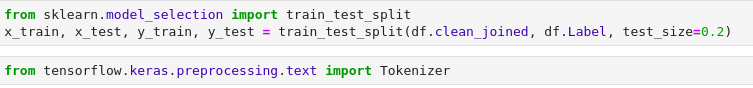 from sklearn.model_selection import train_test_split
x_train, x_test, y_train, y_test = train_test_split(df.clean_joined, df.Label, test_size=0.2)
from tensorflow.keras.preprocessing.text import Tokenizer